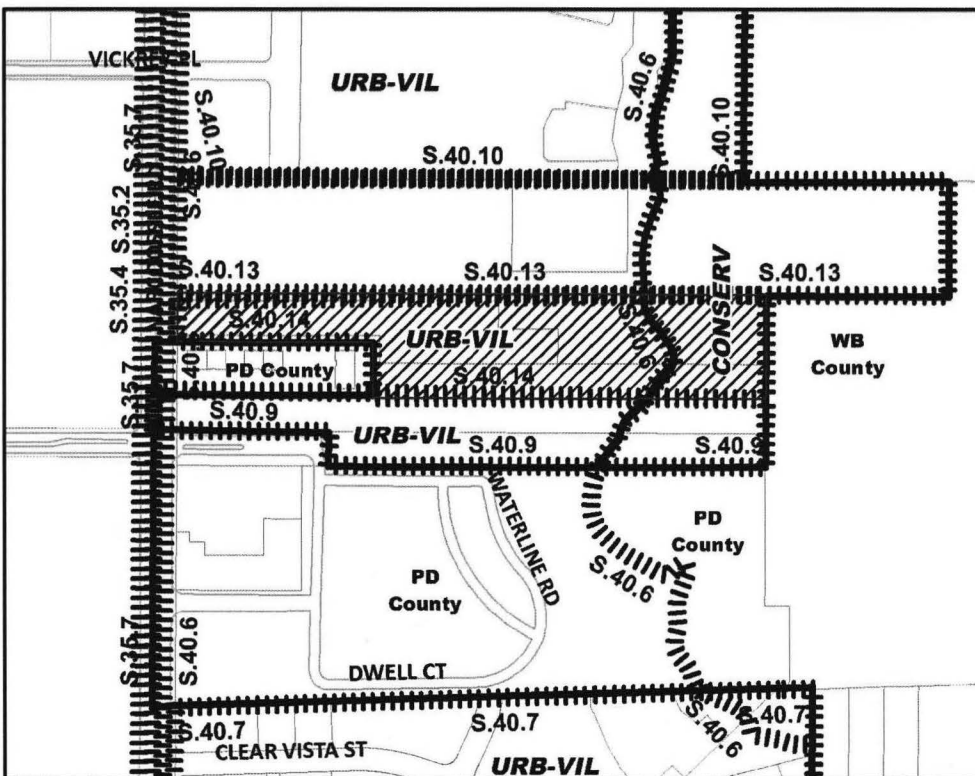 VICKREY PL
URB-VIL
S.40.6
S.40.10
S.35.7
S.40.10
S.40.10
S.35.2
S.40.13
S.40.13
S.40.13
S.35.4
CONSERV
S.40.14
URB-VIL
S.40.6
WB
County
PD County
S.40.14
S.35.7
S.40.9
URB-VIL
S.40.9
S.40.9
WATERLINE RD
PD
County
S.40.6
PD
County
S.35.7
S.40.6
DWELL CT
S.40.7
S.40.7
S.40.6
S.40.7
CLEAR VISTA ST
URB-VIL